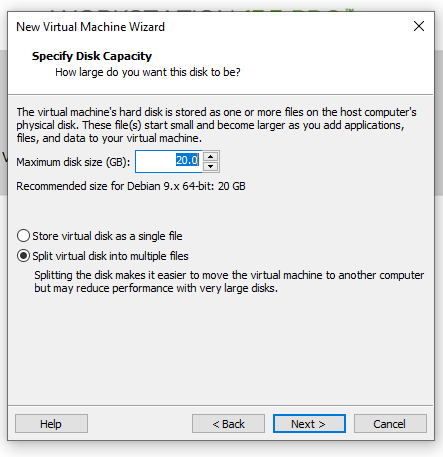 New Virtual Machine Wizard
Specify Disk Capacity
How large do you want this disk to be?
The virtual machine's hard disk is stored as one or more files on the host computer's
physical disk. These file(s) start small and become larger as you add applications,
files, and data to your virtual machine.
Maximum disk size (GB): 20.0
Recommended size for Debian 9.x 64-bit: 20 GB
Store virtual disk as a single file
Split virtual disk into multiple files
Splitting the disk makes it easier to move the virtual machine to another computer
but may reduce performance with very large disks.
Help < Back Next > Cancel